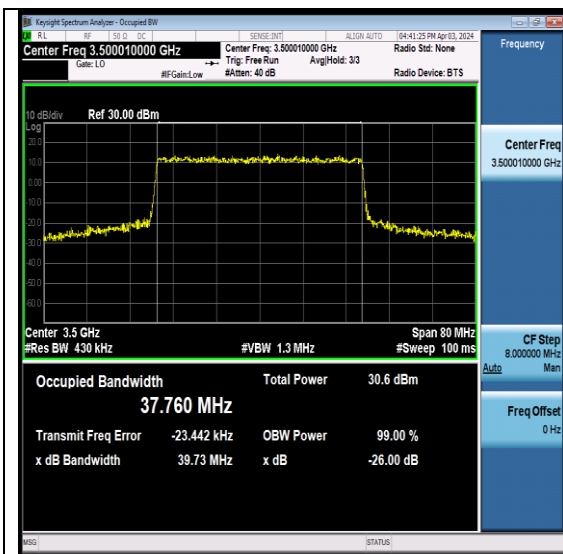 Keysight Spectrum Analyzer - Occupied BW
RL RF 50 Ω DC SENSE:INT ALIGN AUTO 04:41:25 PM Apr 03, 2024
Center Freq 3.500010000 GHz
Center Freq: 3.500010000 GHz
Radio Std: None
Gate: LO
Trig: Free Run Avg|Hold: 3/3
#IFGain:Low
#Atten: 40 dB
Radio Device: BTS
Frequency
10 dB/div Ref 30.00 dBm
Log
20.0
10.0
0.00
-10.0
-20.0
-30.0
-40.0
-50.0
-60.0
Center Freq
3.500010000 GHz
Center 3.5 GHz
Span 80 MHz
#Res BW 430 kHz
#VBW 1.3 MHz
#Sweep 100 ms
CF Step
8.000000 MHz
Auto Man
Occupied Bandwidth
Total Power 30.6 dBm
37.760 MHz
Transmit Freq Error -23.442 kHz
OBW Power 99.00 %
x dB Bandwidth 39.73 MHz
x dB -26.00 dB
Freq Offset
0 Hz
MSG
STATUS